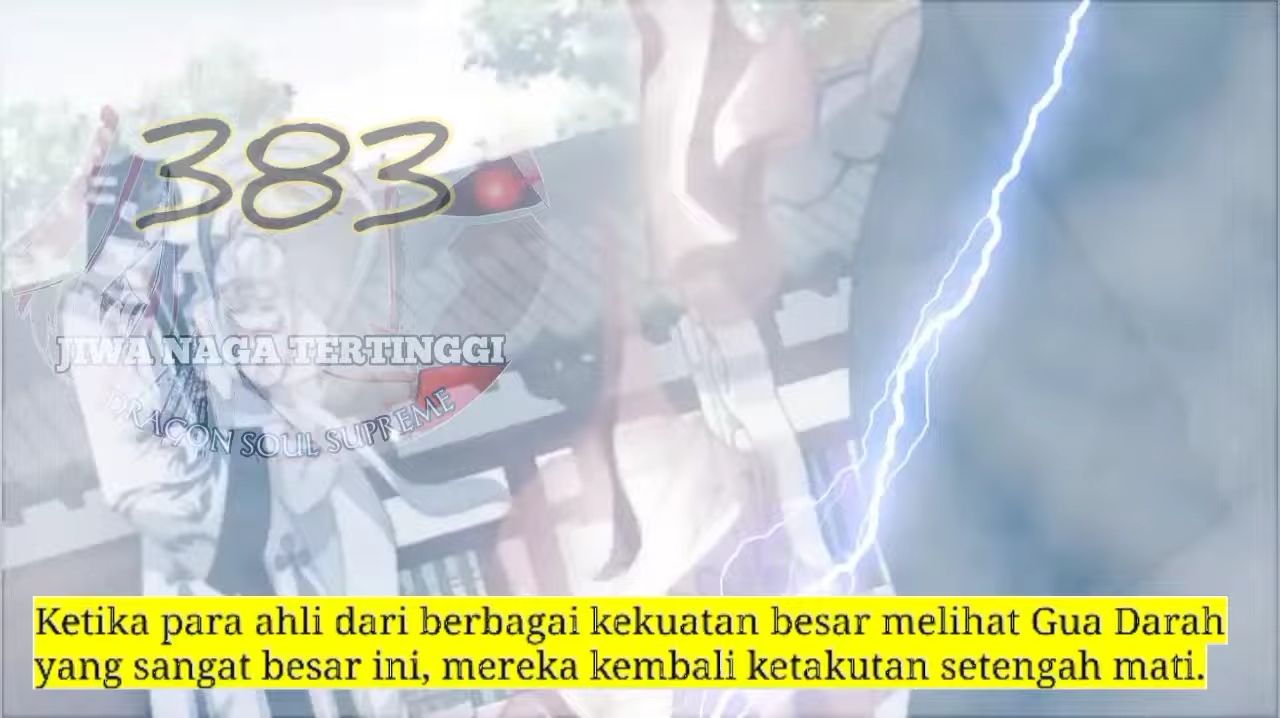 383
JIWA NAGA TERTINGGI
DRAGON SOUL SUPREME
Ketika para ahli dari berbagai kekuatan besar melihat Gua Darah
yang sangat besar ini, mereka kembali ketakutan setengah mati.